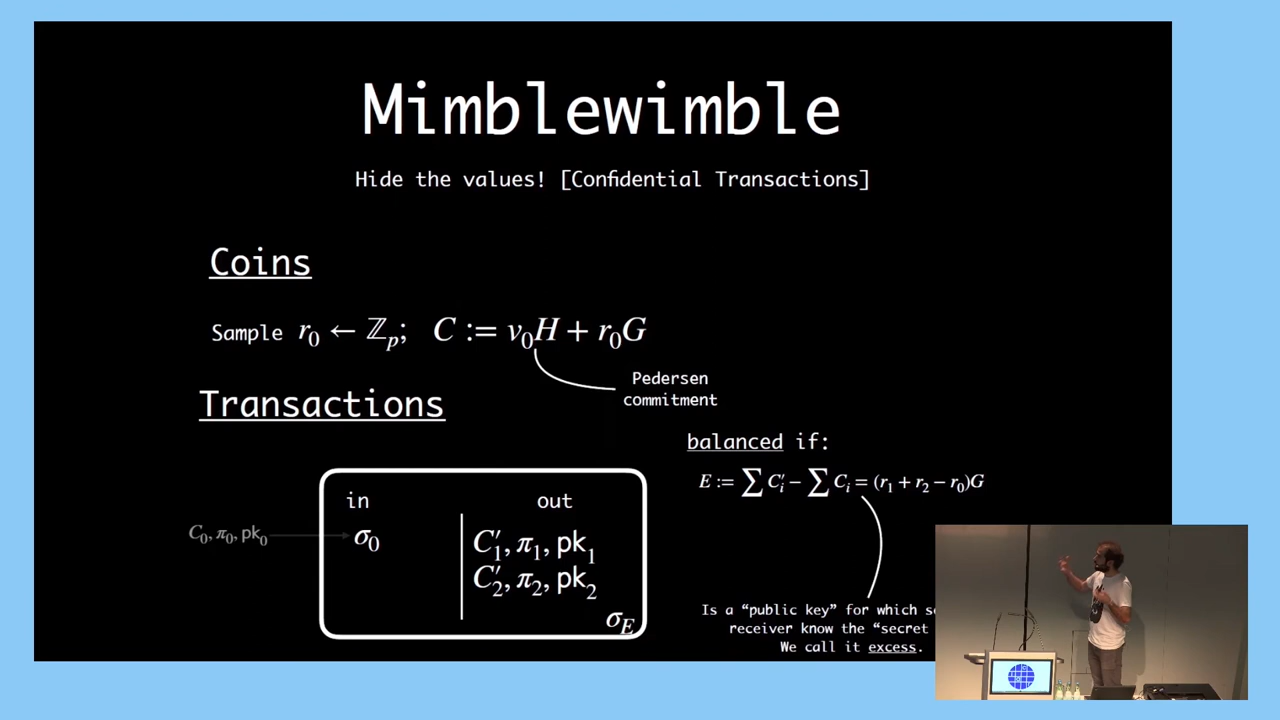 Mimblewimble
Hide the values! [Confidential Transactions]
Coins
Sample r₀ ← ℤₚ; C := v₀H + r₀G
Pedersen
commitment
Transactions
balanced if:
E := ∑ C′ᵢ − ∑ Cᵢ = (r₁ + r₂ − r₀)G
in out
C₀, π₀, pk₀ σ₀ C′₁, π₁, pk₁
C′₂, π₂, pk₂
σ_E
Is a “public key” for which
receiver know the “secret
We call it excess.